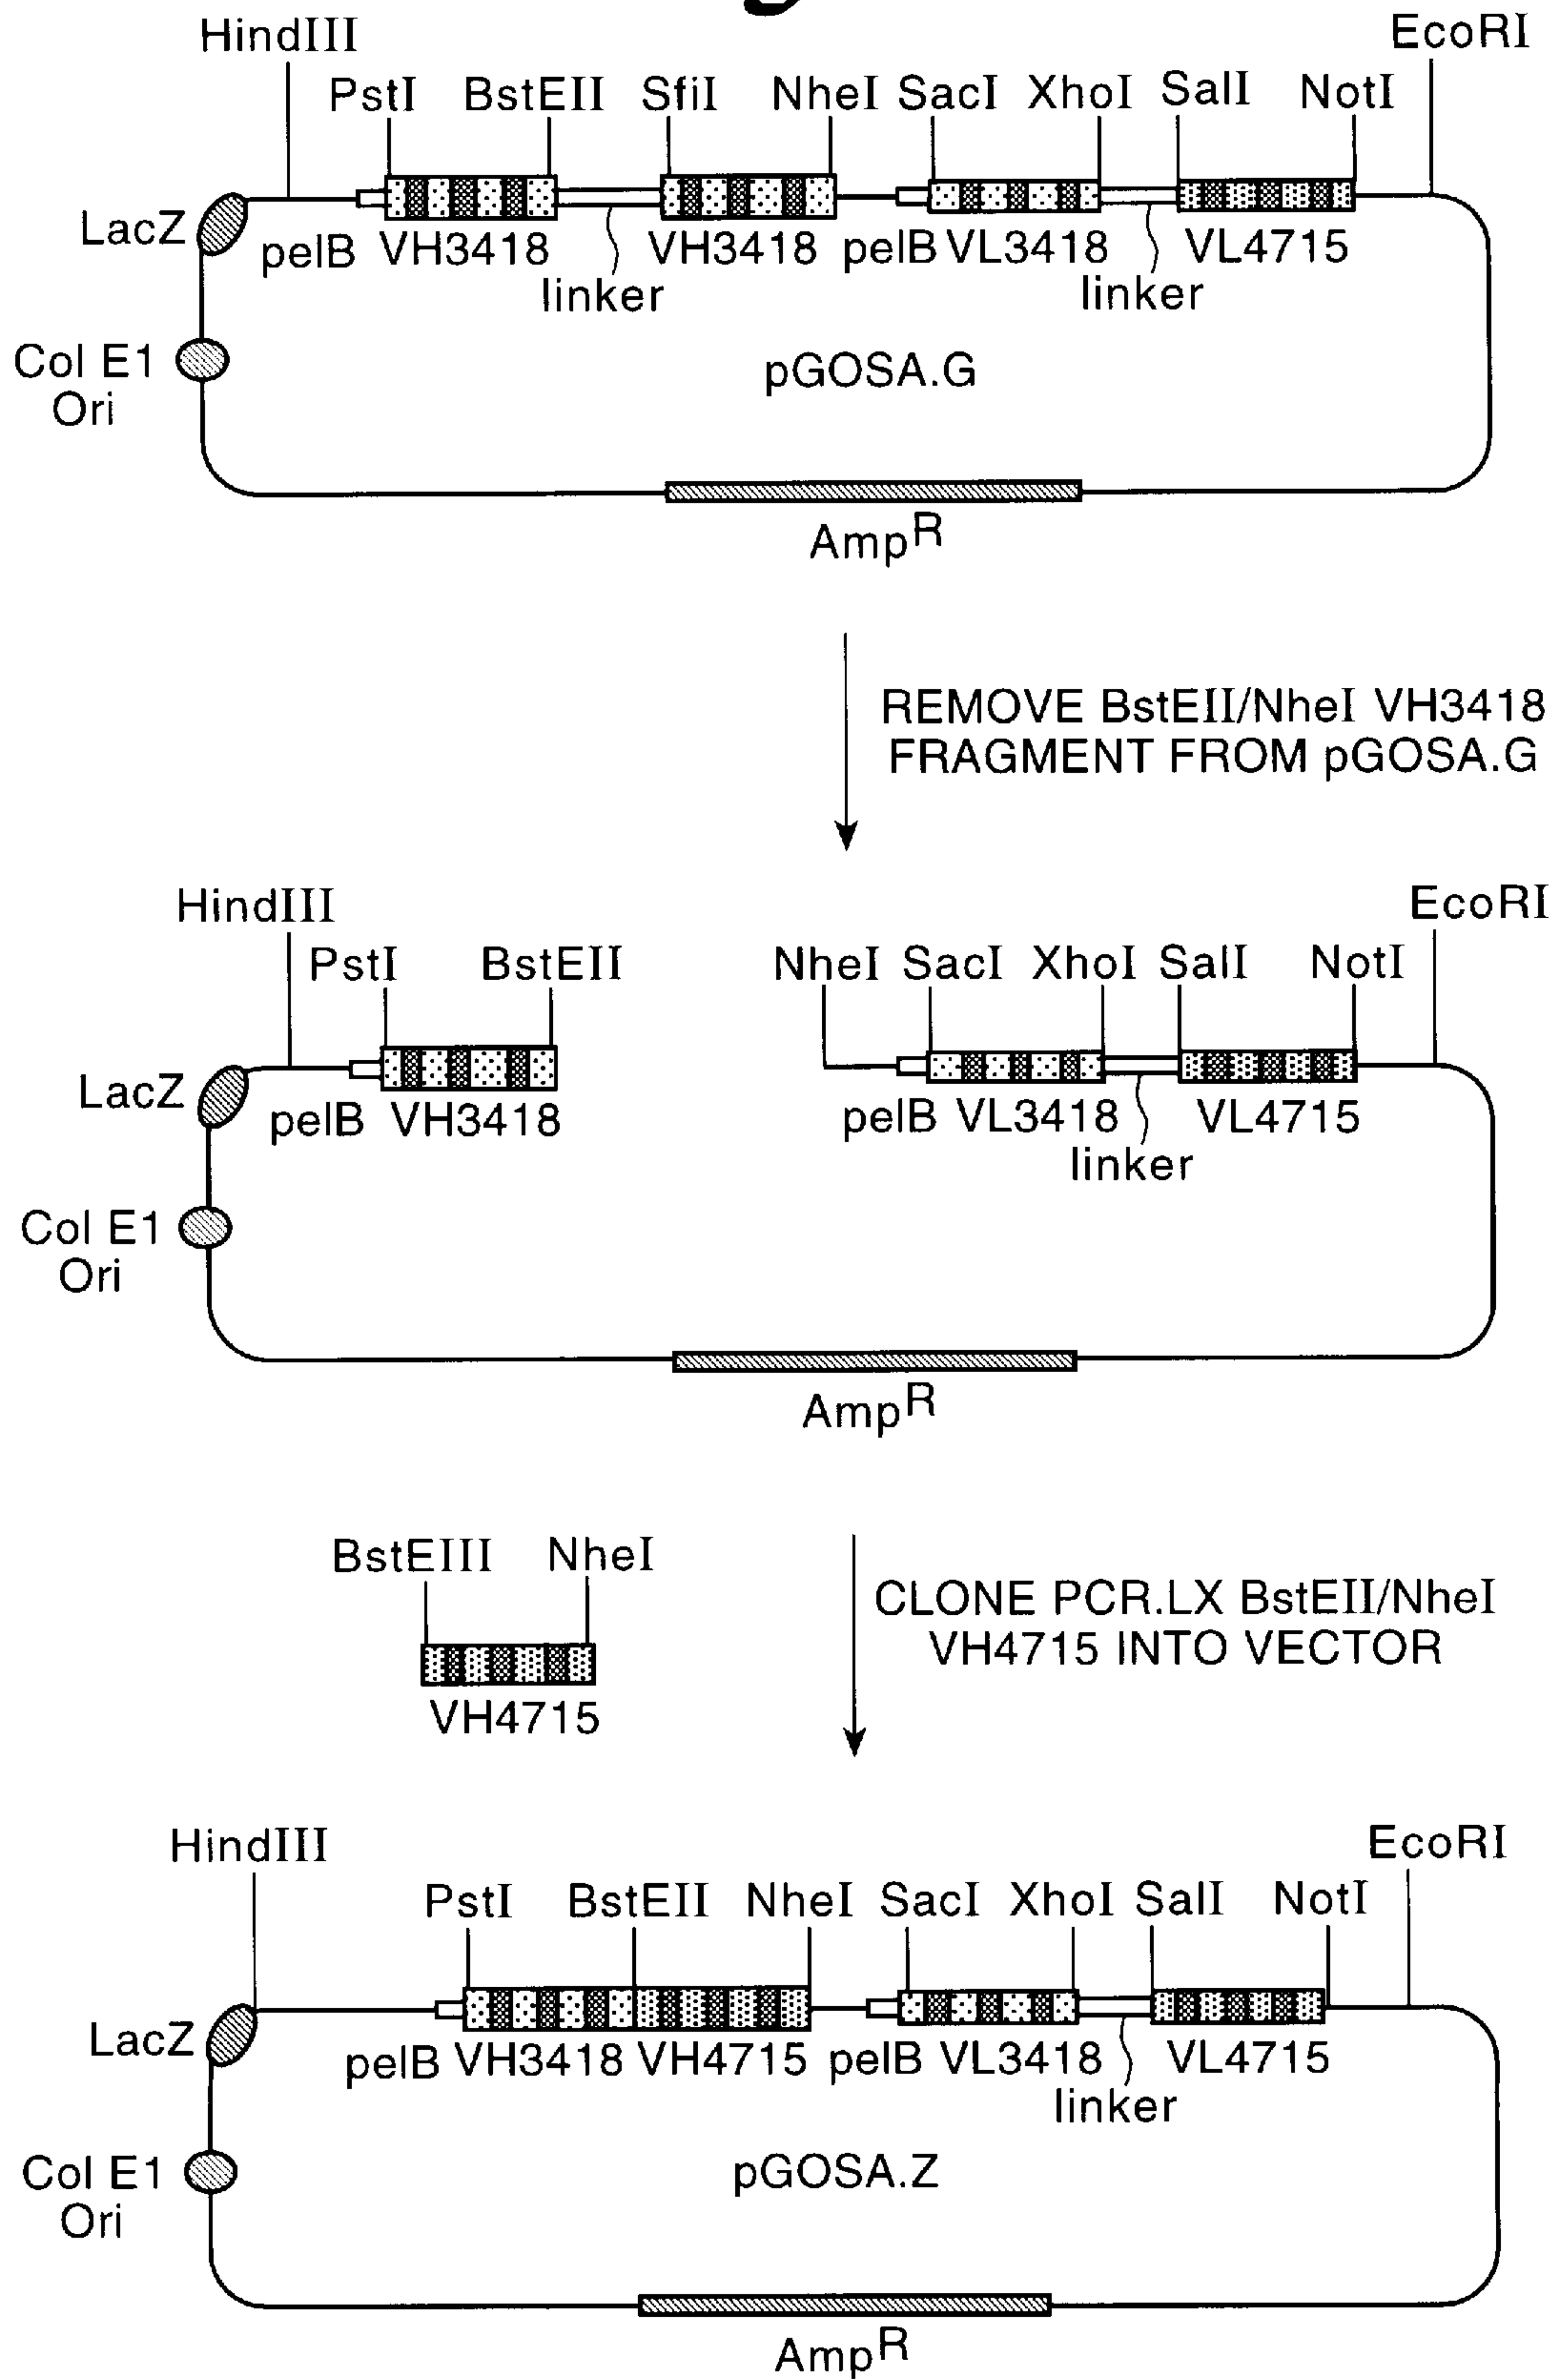 HindIII
EcoRI
PstI BstEII SfiI NheI SacI XhoI SalI NotI
LacZ
pelB VH3418 VH3418 pelB VL3418 VL4715
linker linker
Col E1
Ori
pGOSA.G
AmpR
REMOVE BstEII/NheI VH3418
FRAGMENT FROM pGOSA.G
HindIII
EcoRI
PstI BstEII NheI SacI XhoI SalI NotI
LacZ
pelB VH3418 pelB VL3418 VL4715
linker
Col E1
Ori
AmpR
BstEIII NheI
VH4715
CLONE PCR.LX BstEII/NheI
VH4715 INTO VECTOR
HindIII
EcoRI
PstI BstEII NheI SacI XhoI SalI NotI
LacZ
pelB VH3418 VH4715 pelB VL3418 VL4715
linker
Col E1
Ori
pGOSA.Z
AmpR